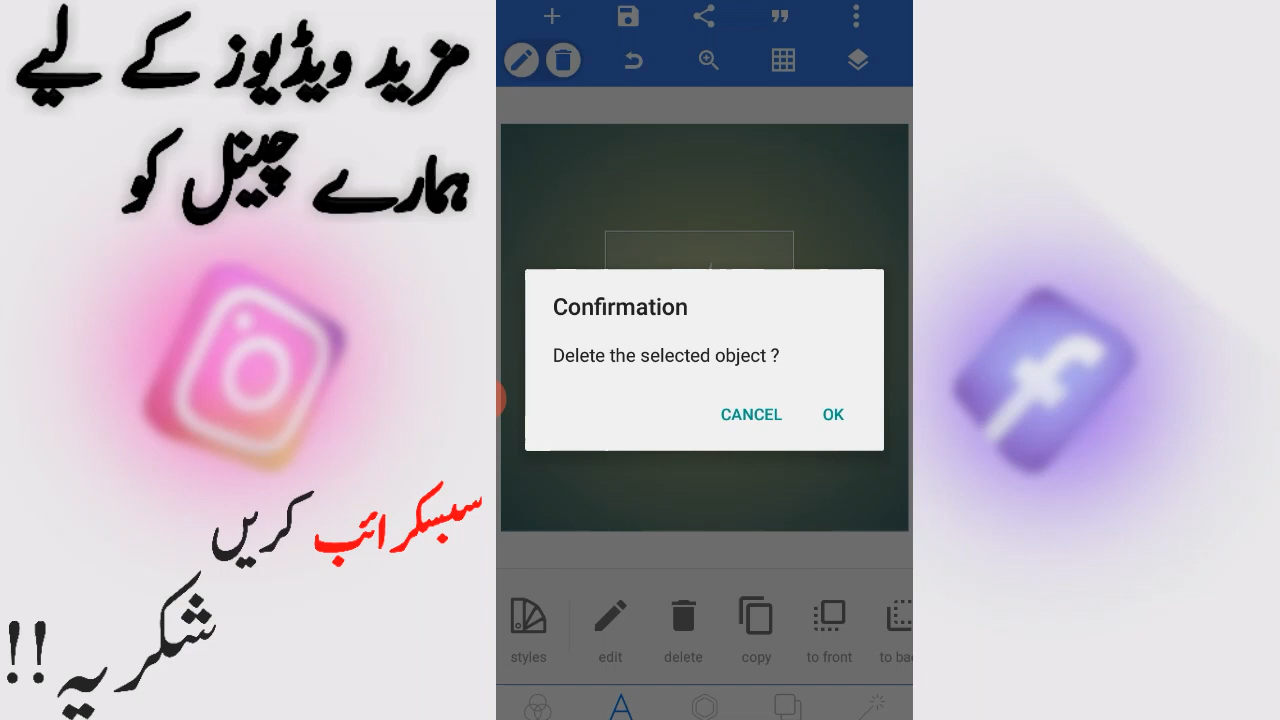 مزید ویڈیوز کے لیے
ہمارے چینل کو
سبسکرائب کریں
شکریہ!!
Confirmation
Delete the selected object ?
CANCEL OK
styles edit delete copy to front